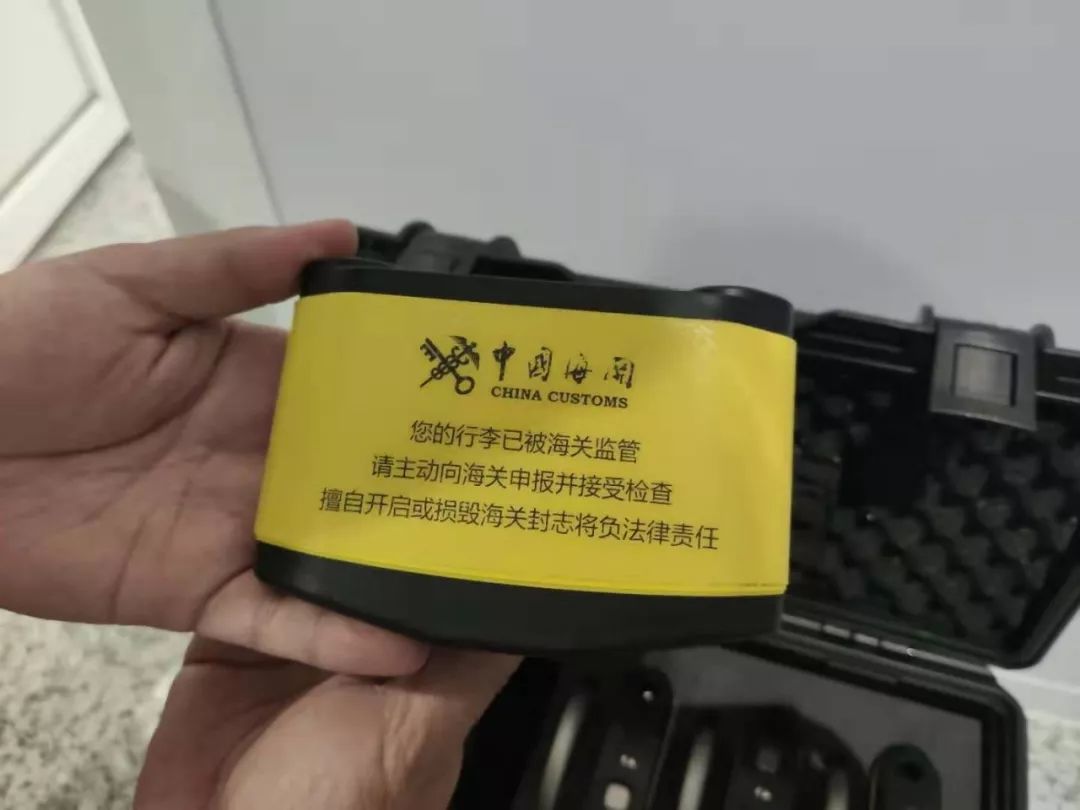 中国海关
CHINA CUSTOMS
您的行李已被海关监管
请主动向海关申报并接受检查
擅自开启或损毁海关封志将负法律责任